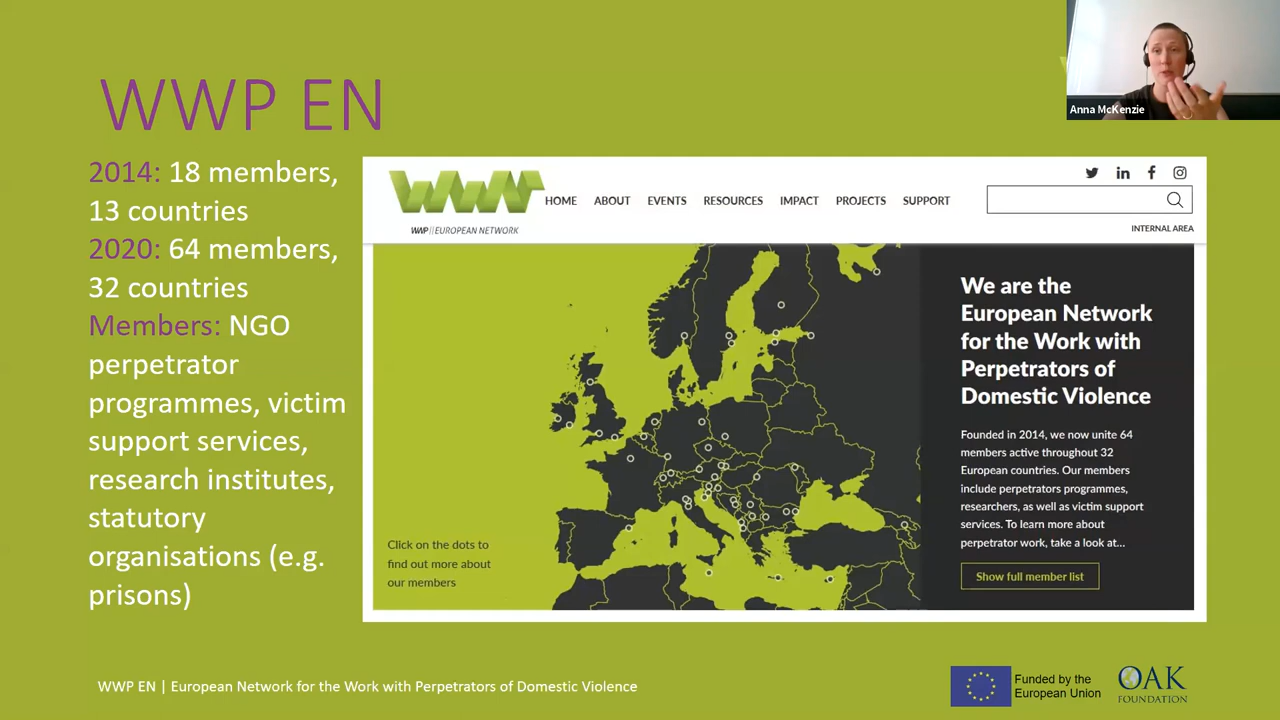 WWP EN
Anna McKenzie
2014: 18 members,
13 countries
2020: 64 members,
32 countries
Members: NGO
perpetrator
programmes, victim
support services,
research institutes,
statutory
organisations (e.g.
prisons)
WWP||EUROPEAN NETWORK
HOME ABOUT EVENTS RESOURCES IMPACT PROJECTS SUPPORT
INTERNAL AREA
We are the
European Network
for the Work with
Perpetrators of
Domestic Violence
Founded in 2014, we now unite 64
members active throughout 32
European countries. Our members
include perpetrators programmes,
researchers, as well as victim support
services. To learn more about
perpetrator work, take a look at...
Show full member list
Click on the dots to
find out more about
our members
WWP EN | European Network for the Work with Perpetrators of Domestic Violence
Funded by the
European Union
OAK
FOUNDATION